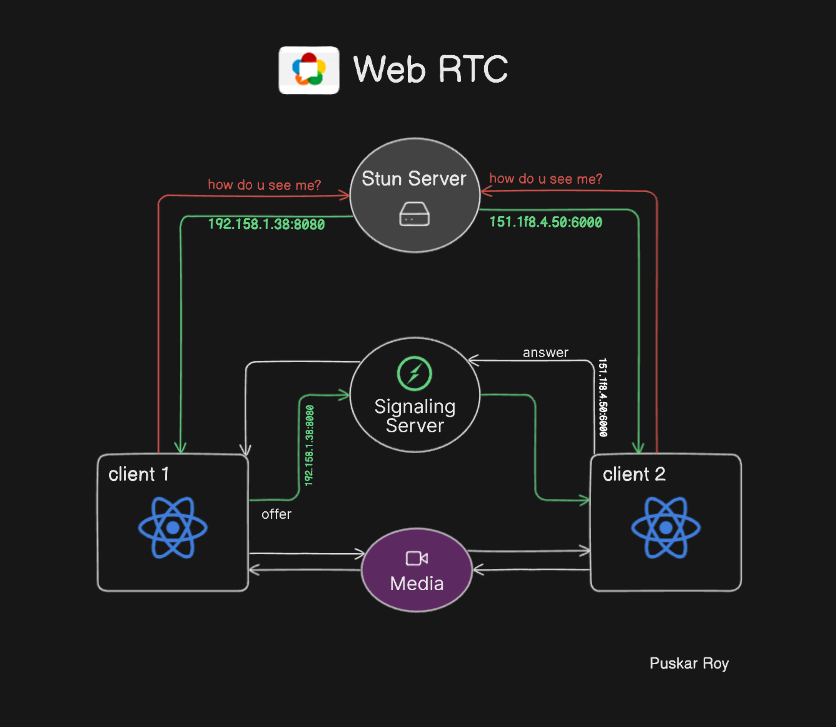 Web RTC
how do u see me?
Stun Server
how do u see me?
192.158.1.38:8080
151.1f8.4.50:6000
answer
151.1f8.4.50:6000
Signaling
Server
192.158.1.38:8080
client 1
client 2
offer
Media
Puskar Roy